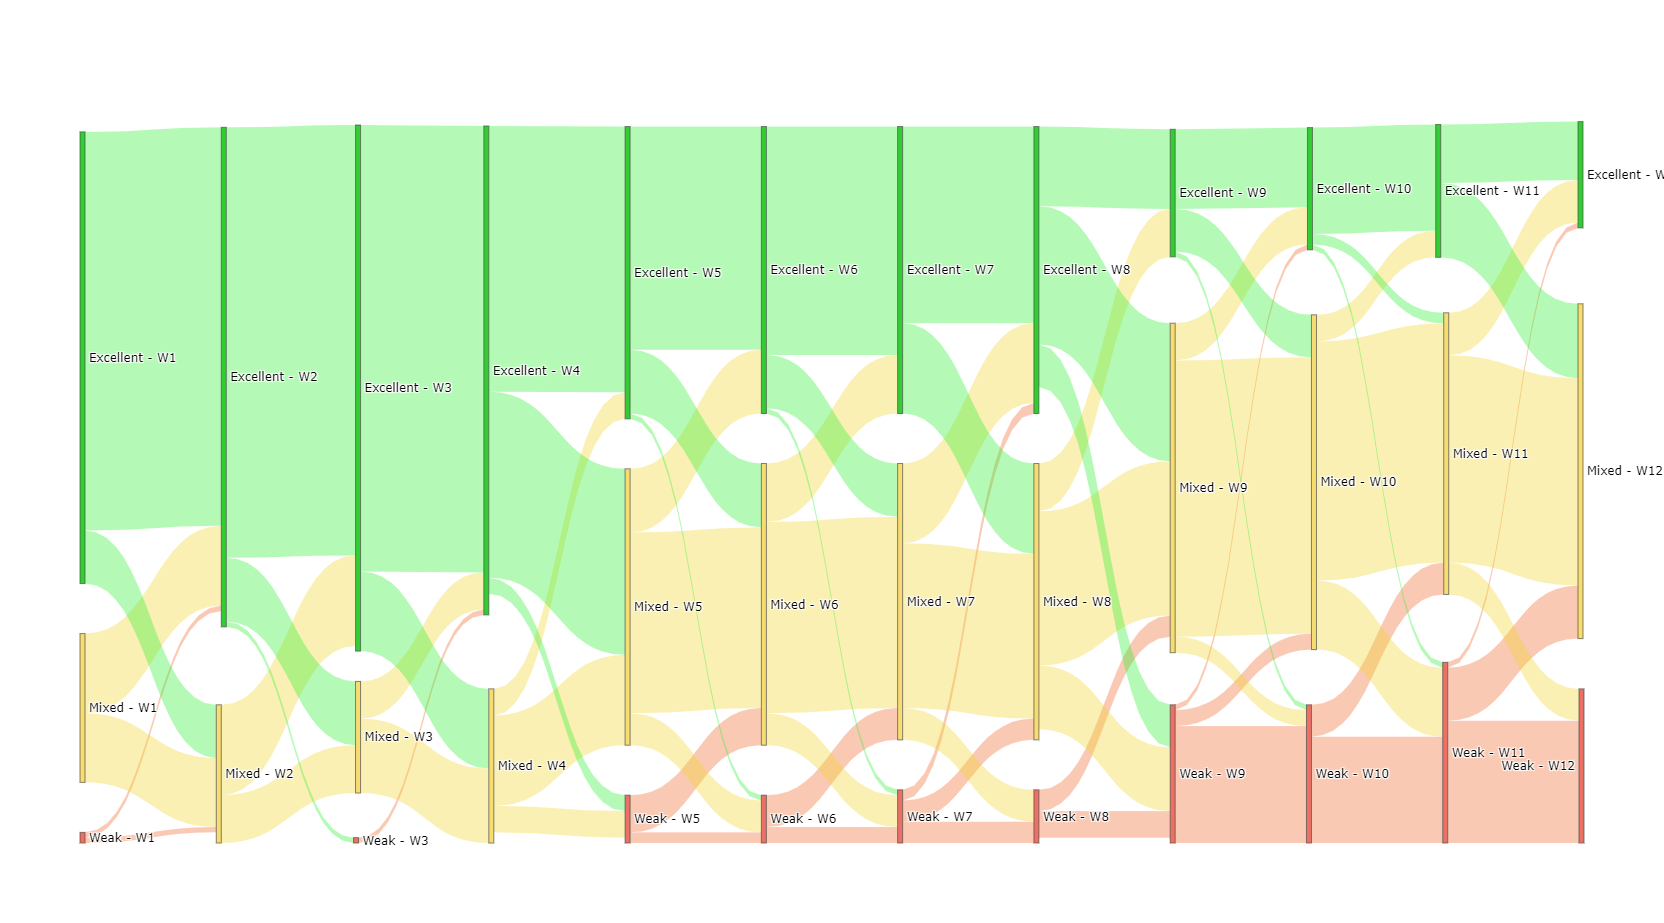 Excellent - W1
Mixed - W1
Weak - W1
Excellent - W2
Mixed - W2
Excellent - W3
Mixed - W3
Weak - W3
Excellent - W4
Mixed - W4
Excellent - W5
Mixed - W5
Weak - W5
Excellent - W6
Mixed - W6
Weak - W6
Excellent - W7
Mixed - W7
Weak - W7
Excellent - W8
Mixed - W8
Weak - W8
Excellent - W9
Mixed - W9
Weak - W9
Excellent - W10
Mixed - W10
Weak - W10
Excellent - W11
Mixed - W11
Weak - W11
Excellent - W
Mixed - W12
Weak - W12